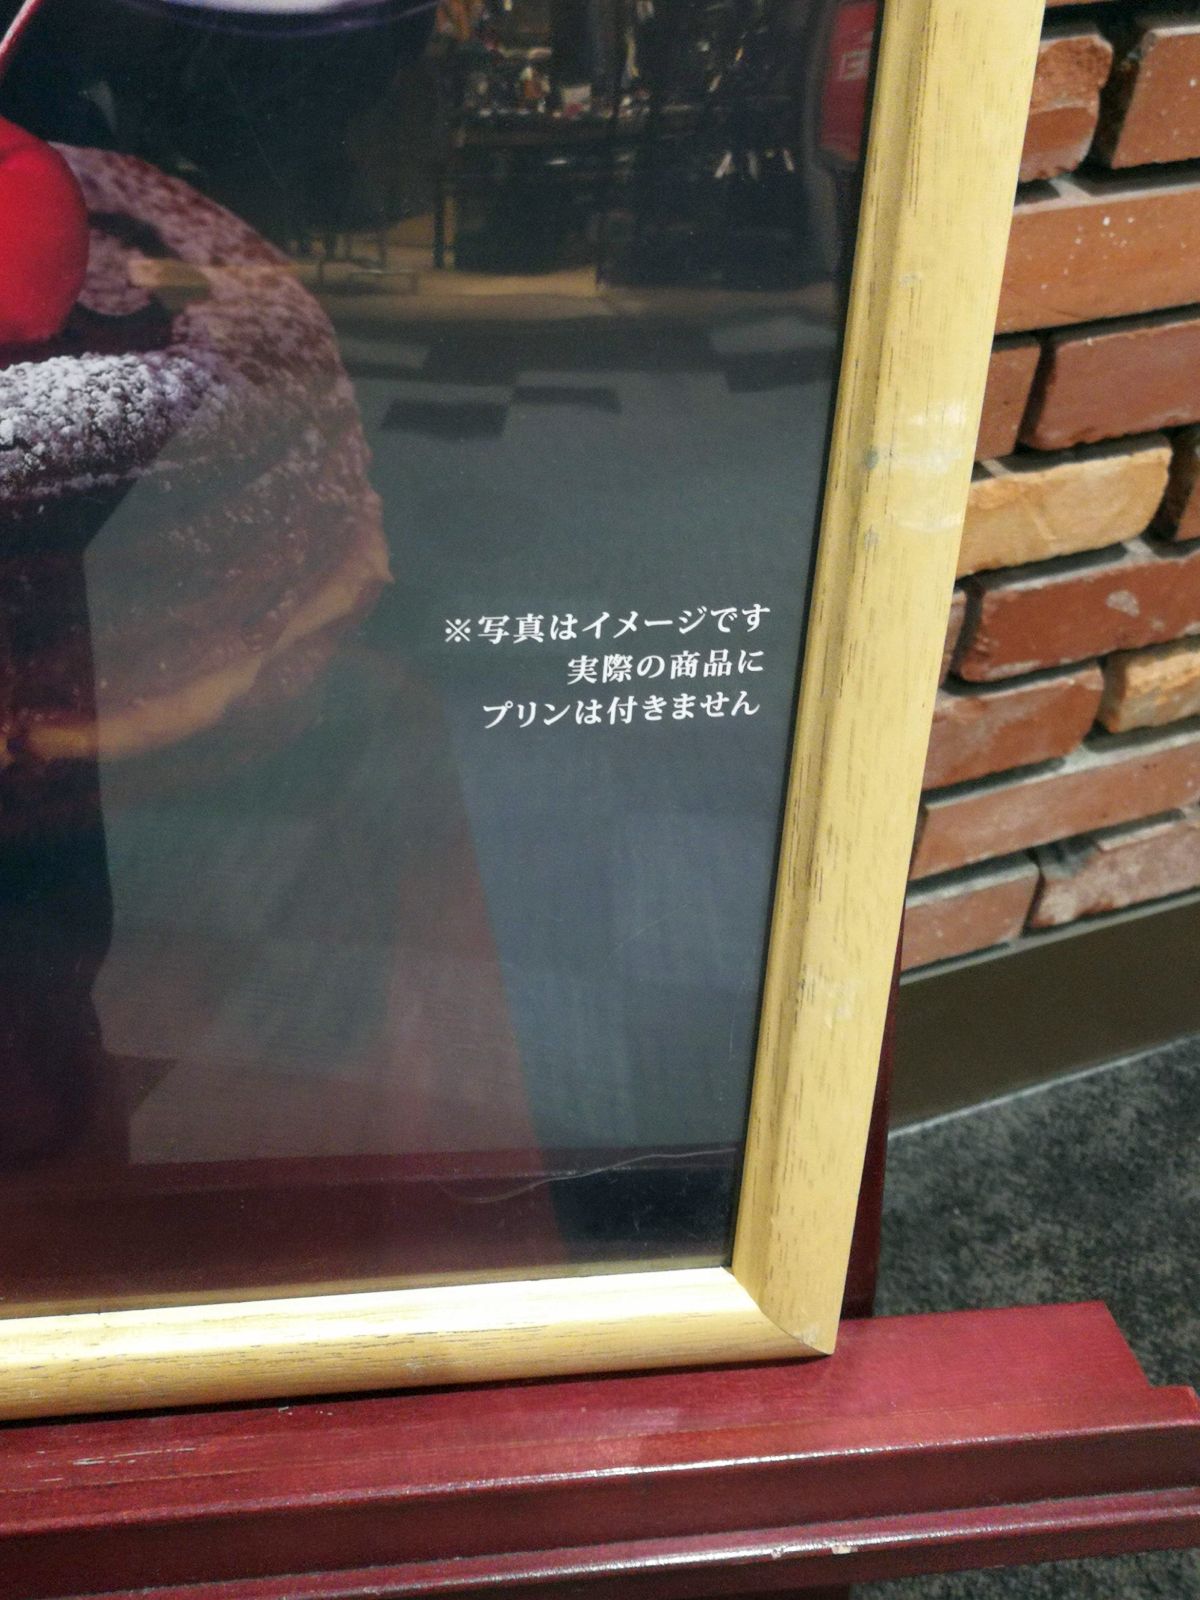 ※写真はイメージです
実際の商品に
プリンは付きません